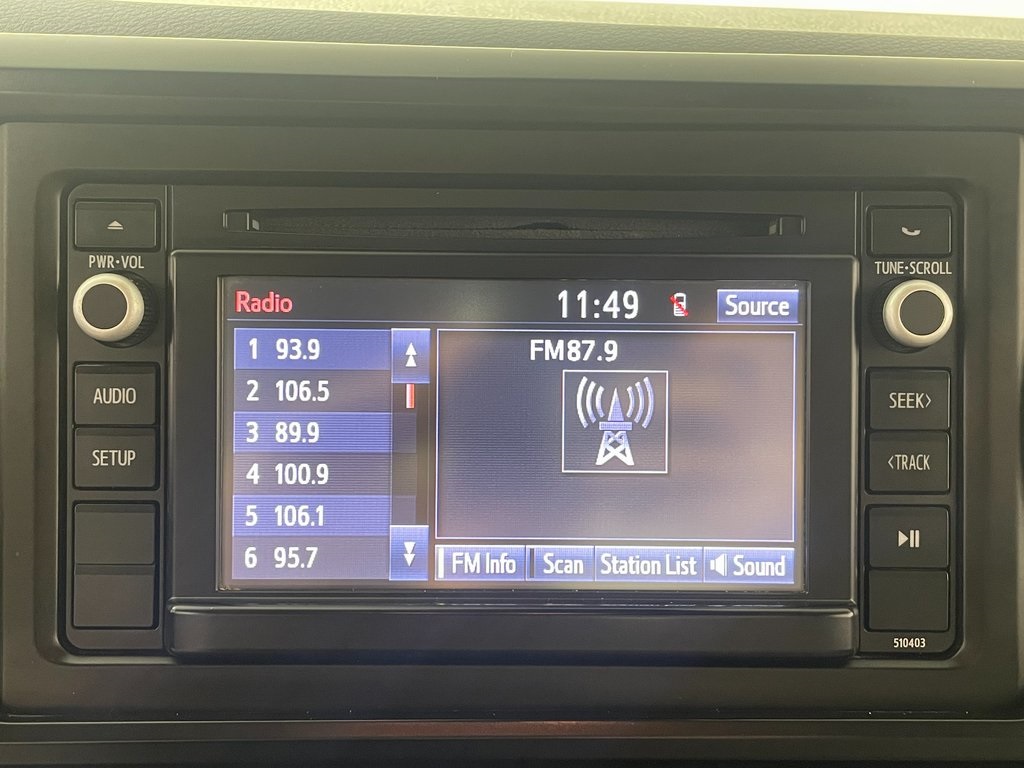 PWR·VOL
AUDIO
SETUP
Radio
11:49
Source
1 93.9
2 106.5
3 89.9
4 100.9
5 106.1
6 95.7
FM87.9
FM Info
Scan
Station List
Sound
TUNE·SCROLL
SEEK>
<TRACK
510403